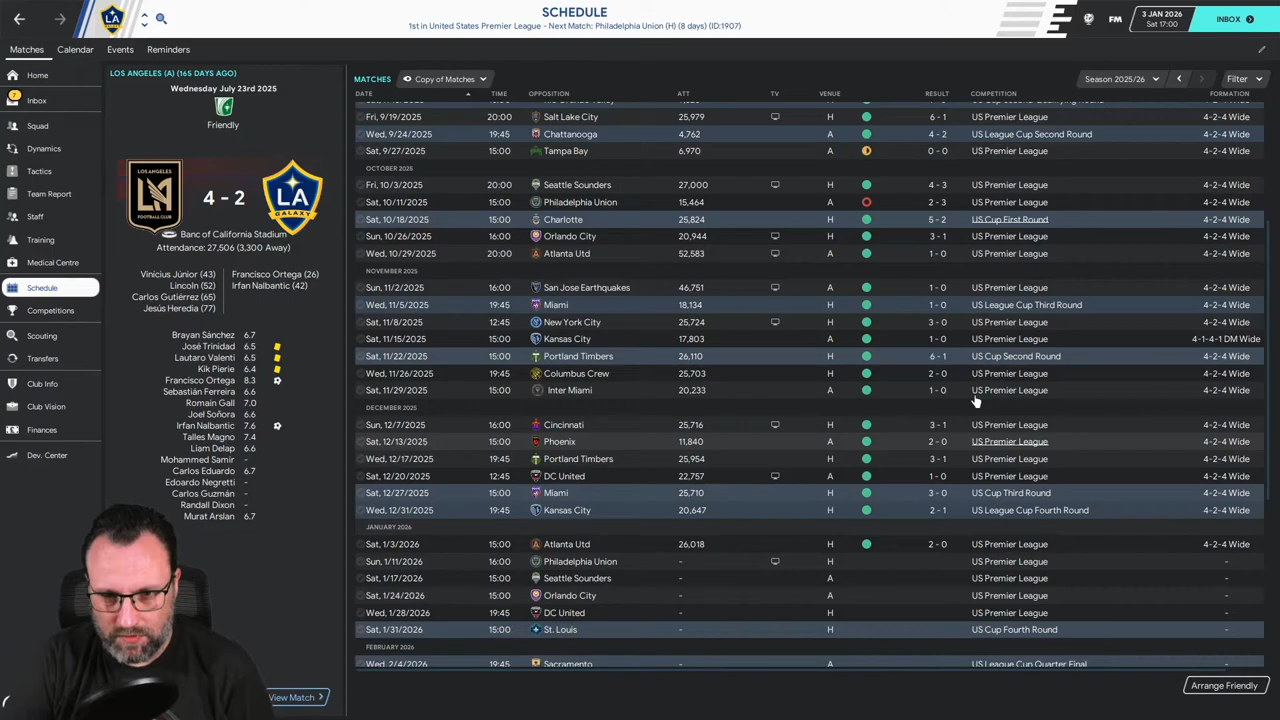 SCHEDULE
1st in United States Premier League - Next Match: Philadelphia Union (H) (8 days) (ID:1907)
FM
3 JAN 2026
Sat 17:00
INBOX
Matches Calendar Events Reminders
Home
7
Inbox
Squad
Dynamics
Tactics
Team Report
Staff
Training
Medical Centre
Schedule
Competitions
Scouting
Transfers
Club Info
Club Vision
Finances
Dev. Center
LOS ANGELES (A) (165 DAYS AGO)
Wednesday July 23rd 2025
Friendly
LOS ANGELES
LA
GALAXY
4 - 2
Banc of California Stadium
Attendance: 27,506 (3,300 Away)
Vinícius Júnior (43) Francisco Ortega (26)
Lincoln (52) Irfan Nalbantic (42)
Carlos Gutiérrez (65)
Jesús Heredia (77)
Brayan Sánchez 6.7
José Trinidad 6.5
Lautaro Valenti 6.5
Kik Pierie 6.4
Francisco Ortega 8.3
Sebastián Ferreira 6.6
Romain Gall 7.0
Joel Soñora 6.6
Irfan Nalbantic 7.6
Talles Magno 7.4
Liam Delap 6.6
Mohammed Samir -
Carlos Eduardo 6.7
Edoardo Negretti -
Carlos Guzmán -
Randall Dixon -
Murat Arslan 6.7
View Match
MATCHES Copy of Matches Season 2025/26 Filter
DATE TIME OPPOSITION ATT TV VENUE RESULT COMPETITION FORMATION
Fri, 9/19/2025 20:00 Salt Lake City 25,979 H 6 - 1 US Premier League 4-2-4 Wide
Wed, 9/24/2025 19:45 Chattanooga 4,762 A 4 - 2 US League Cup Second Round 4-2-4 Wide
Sat, 9/27/2025 15:00 Tampa Bay 6,970 A 0 - 0 US Premier League 4-2-4 Wide
OCTOBER 2025
Fri, 10/3/2025 20:00 Seattle Sounders 27,000 H 4 - 3 US Premier League 4-2-4 Wide
Sat, 10/11/2025 15:00 Philadelphia Union 15,464 A 2 - 3 US Premier League 4-2-4 Wide
Sat, 10/18/2025 15:00 Charlotte 25,824 H 5 - 2 US Cup First Round 4-2-4 Wide
Sun, 10/26/2025 16:00 Orlando City 20,944 H 3 - 1 US Premier League 4-2-4 Wide
Wed, 10/29/2025 20:00 Atlanta Utd 52,583 A 1 - 0 US Premier League 4-2-4 Wide
NOVEMBER 2025
Sun, 11/2/2025 16:00 San Jose Earthquakes 46,751 A 1 - 0 US Premier League 4-2-4 Wide
Wed, 11/5/2025 19:45 Miami 18,134 H 1 - 0 US League Cup Third Round 4-2-4 Wide
Sat, 11/8/2025 12:45 New York City 25,724 H 3 - 0 US Premier League 4-2-4 Wide
Sat, 11/15/2025 15:00 Kansas City 17,803 A 1 - 0 US Premier League 4-1-4-1 DM Wide
Sat, 11/22/2025 15:00 Portland Timbers 26,110 H 6 - 1 US Cup Second Round 4-2-4 Wide
Wed, 11/26/2025 19:45 Columbus Crew 25,703 H 2 - 0 US Premier League 4-2-4 Wide
Sat, 11/29/2025 15:00 Inter Miami 20,233 A 1 - 0 US Premier League 4-2-4 Wide
DECEMBER 2025
Sun, 12/7/2025 16:00 Cincinnati 25,716 H 3 - 1 US Premier League 4-2-4 Wide
Sat, 12/13/2025 15:00 Phoenix 11,840 A 2 - 0 US Premier League 4-2-4 Wide
Wed, 12/17/2025 19:45 Portland Timbers 25,954 H 3 - 1 US Premier League 4-2-4 Wide
Sat, 12/20/2025 12:45 DC United 22,757 A 1 - 0 US Premier League 4-2-4 Wide
Sat, 12/27/2025 15:00 Miami 25,710 H 3 - 0 US Cup Third Round 4-2-4 Wide
Wed, 12/31/2025 19:45 Kansas City 20,647 H 2 - 1 US League Cup Fourth Round 4-2-4 Wide
JANUARY 2026
Sat, 1/3/2026 15:00 Atlanta Utd 26,018 H 2 - 0 US Premier League 4-2-4 Wide
Sun, 1/11/2026 16:00 Philadelphia Union - H US Premier League -
Sat, 1/17/2026 15:00 Seattle Sounders - A US Premier League -
Sat, 1/24/2026 15:00 Orlando City - A US Premier League -
Wed, 1/28/2026 19:45 DC United - H US Premier League -
Sat, 1/31/2026 15:00 St. Louis - H US Cup Fourth Round -
FEBRUARY 2026
Wed, 2/4/2026 19:45 Sacramento - A US League Cup Quarter Final -
Arrange Friendly